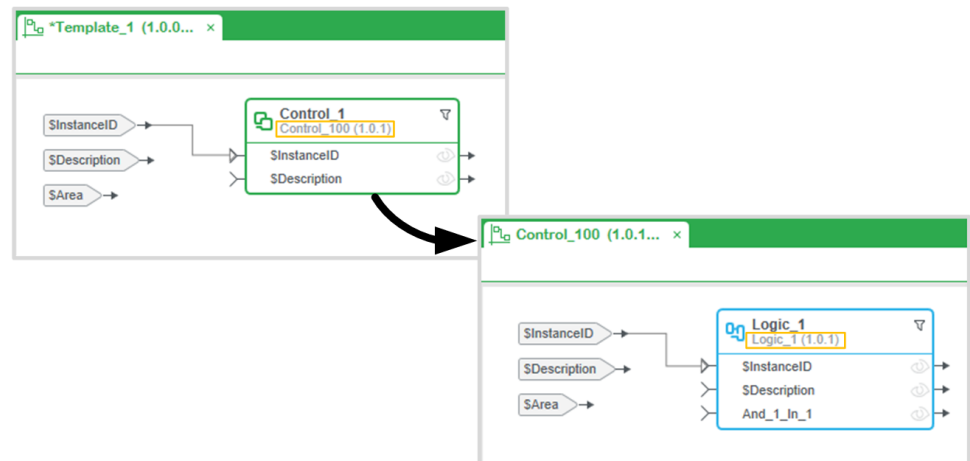 *Template_1 (1.0.0... ×
$InstanceID
$Description
$Area
Control_1
Control_100 (1.0.1)
$InstanceID
$Description
Control_100 (1.0.1... ×
$InstanceID
$Description
$Area
Logic_1
Logic_1 (1.0.1)
$InstanceID
$Description
And_1_In_1